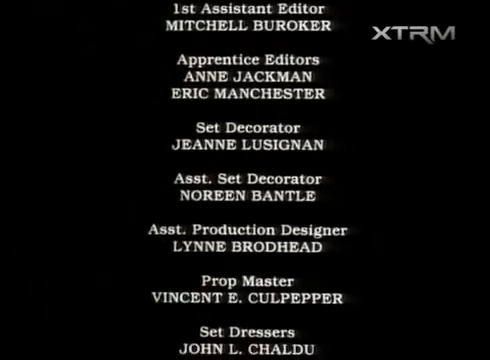 1st Assistant Editor
MITCHELL BUROKER
XTRM
Apprentice Editors
ANNE JACKMAN
ERIC MANCHESTER
Set Decorator
JEANNE LUSIGNAN
Asst. Set Decorator
NOREEN BANTLE
Asst. Production Designer
LYNNE BRODHEAD
Prop Master
VINCENT E. CULPEPPER
Set Dressers
JOHN L. CHALDU